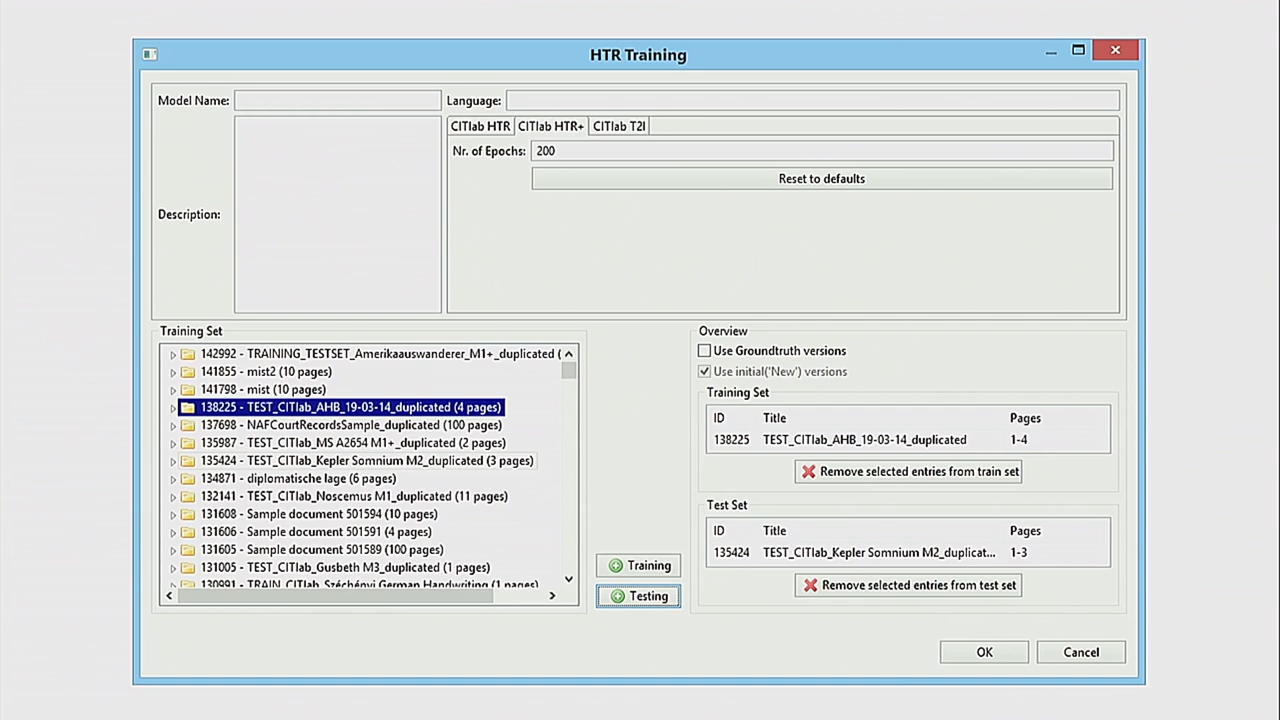 HTR Training
Model Name:
Language:
CITlab HTR CITlab HTR+ CITlab T2I
Nr. of Epochs: 200
Reset to defaults
Description:
Training Set
142992 - TRAINING_TESTSET_Amerikaauswanderer_M1+_duplicated (
141855 - mist2 (10 pages)
141798 - mist (10 pages)
138225 - TEST_CITlab_AHB_19-03-14_duplicated (4 pages)
137698 - NAFCourtRecordsSample_duplicated (100 pages)
135987 - TEST_CITlab_MS A2654 M1+_duplicated (2 pages)
135424 - TEST_CITlab_Kepler Somnium M2_duplicated (3 pages)
134871 - diplomatische lage (6 pages)
132141 - TEST_CITlab_Noscemus M1_duplicated (11 pages)
131608 - Sample document 501594 (10 pages)
131606 - Sample document 501591 (4 pages)
131605 - Sample document 501589 (100 pages)
131005 - TEST_CITlab_Gusbeth M3_duplicated (1 pages)
130991 - TRAIN_CITlab_Széchényi German Handwriting (1 pages)
Training
Testing
Overview
Use Groundtruth versions
Use initial('New') versions
Training Set
ID Title Pages
138225 TEST_CITlab_AHB_19-03-14_duplicated 1-4
Remove selected entries from train set
Test Set
ID Title Pages
135424 TEST_CITlab_Kepler Somnium M2_duplicat... 1-3
Remove selected entries from test set
OK
Cancel